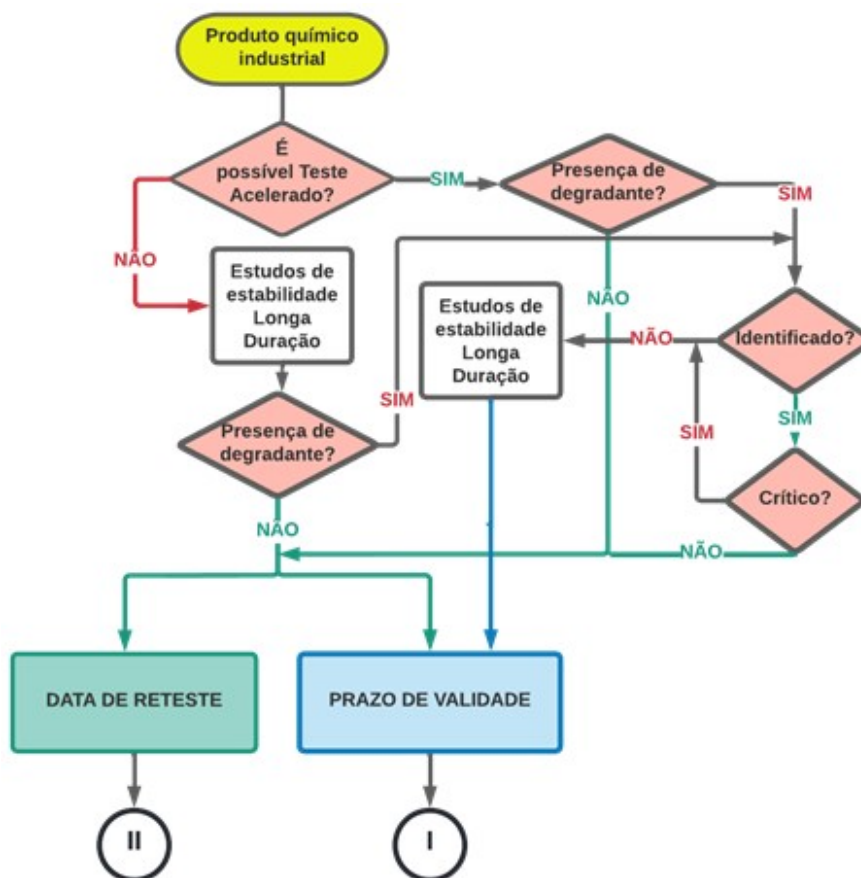 Produto químico
industrial
É
possível Teste
Acelerado?
SIM
Presença de
degradante?
SIM
NÃO
Estudos de
estabilidade
Longa
Duração
NÃO
Estudos de
estabilidade
Longa
Duração
NÃO
Identificado?
SIM
SIM
SIM
Presença de
degradante?
Crítico?
NÃO
NÃO
DATA DE RETESTE
PRAZO DE VALIDADE
II
I